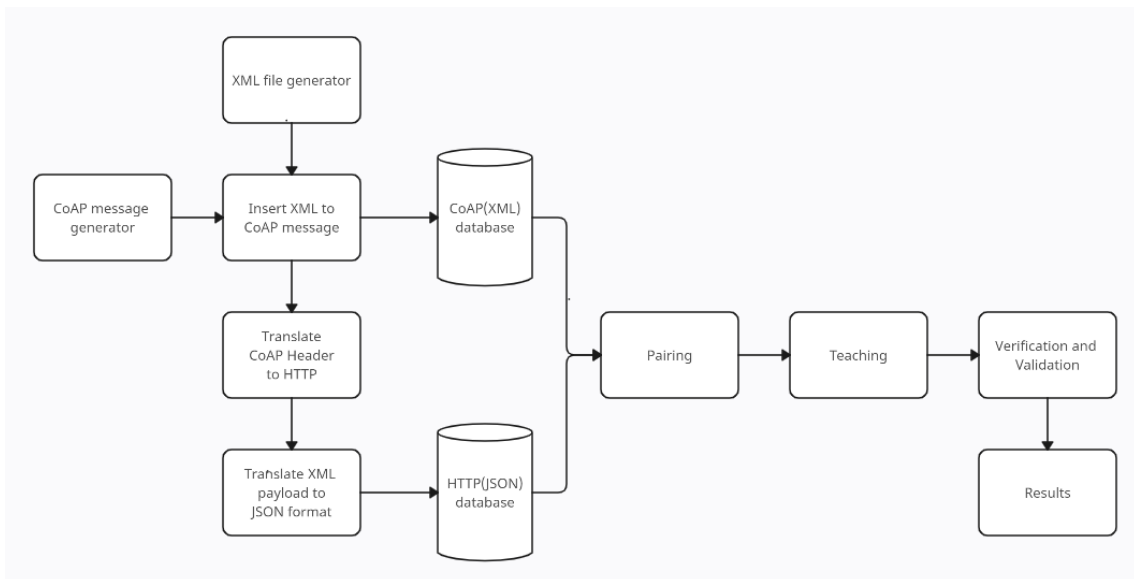 XML file generator
CoAP message
generator
Insert XML to
CoAP message
CoAP(XML)
database
Translate
CoAP Header
to HTTP
Translate XML
payload to
JSON format
HTTP(JSON)
database
Pairing
Teaching
Verification and
Validation
Results